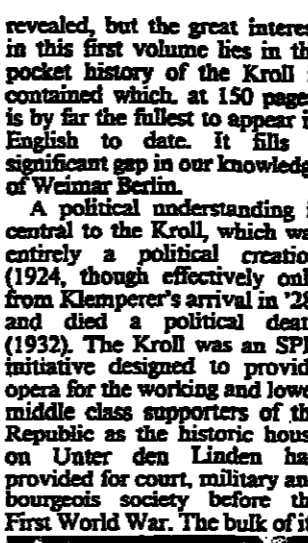 revealed, but the great interes
in this first volume lies in th
pocket history of the Kroll
contained which. at 150 page
is by far the fullest to appear i
English to date. It fills
significant gap in our knowledg
of Weimar Berlin.
A political understanding i
central to the Kroll, which wa
entirely a political creatio
(1924, though effectively onl
from Klemperer's arrival in '28
and died a political deat
(1932). The Kroll was an SP
initiative designed to provid
opera for the working and lowe
middle class supporters of th
Republic as the historic hous
on Unter den Linden ha
provided for court, military an
bourgeois society before th
First World War. The bulk of it